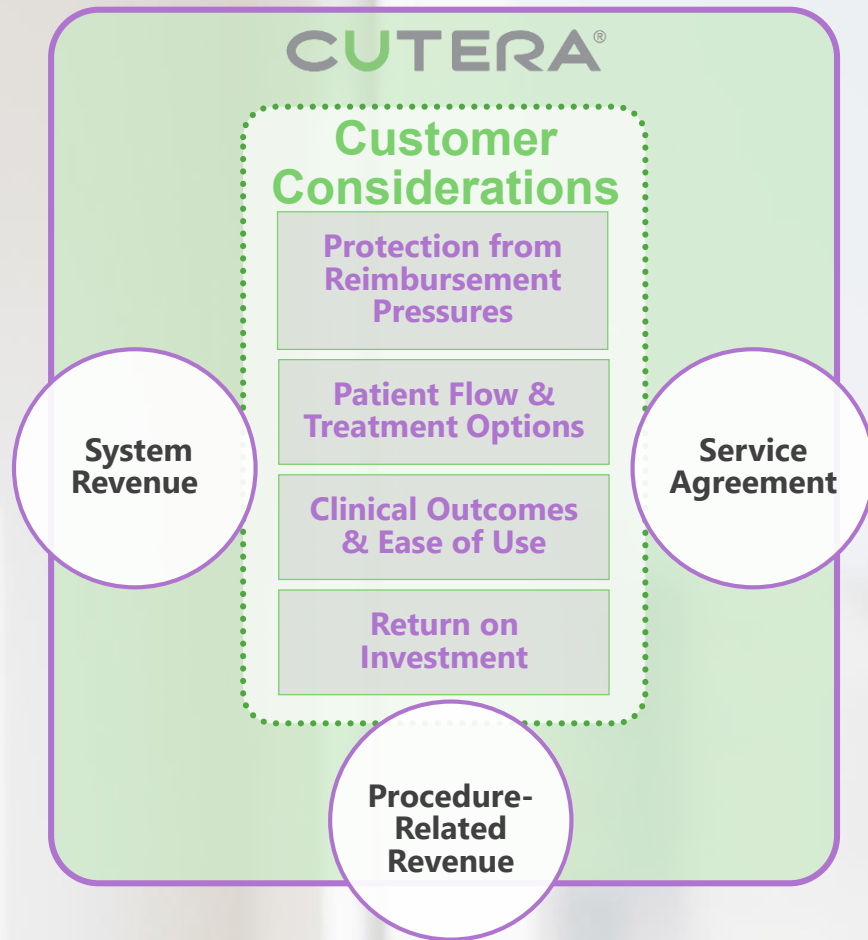 CUTERA®
Customer
Considerations
Protection from
Reimbursement
Pressures
Patient Flow &
Treatment Options
Clinical Outcomes
& Ease of Use
Return on
Investment
System
Revenue
Service
Agreement
Procedure-
Related
Revenue